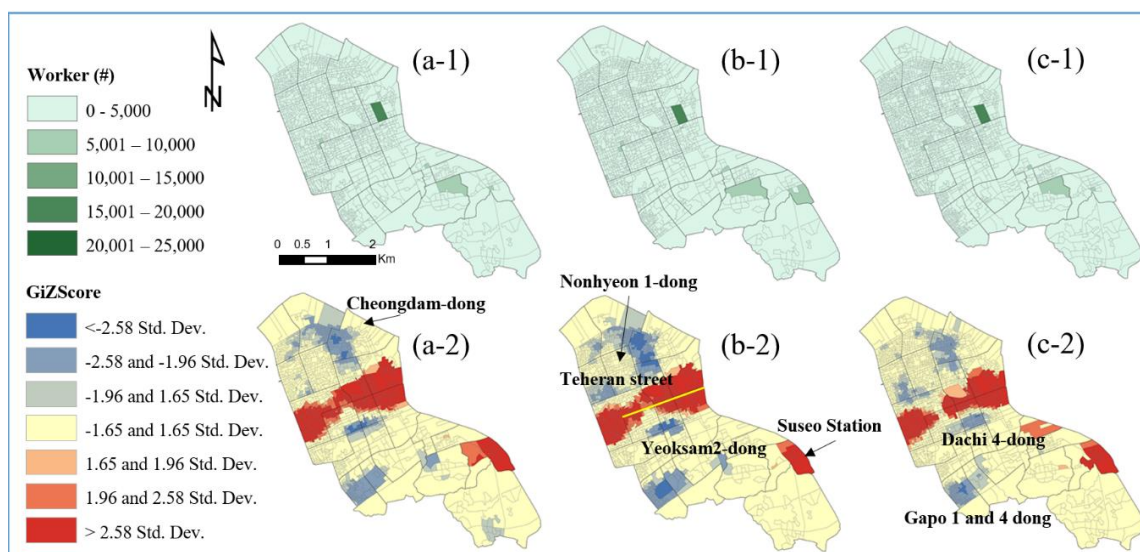 Worker (#)
0 - 5,000
5,001 – 10,000
10,001 – 15,000
15,001 – 20,000
20,001 – 25,000
N
(a-1)
(b-1)
(c-1)
0 0.5 1 2
Km
GiZScore
<-2.58 Std. Dev.
-2.58 and -1.96 Std. Dev.
-1.96 and 1.65 Std. Dev.
-1.65 and 1.65 Std. Dev.
1.65 and 1.96 Std. Dev.
1.96 and 2.58 Std. Dev.
> 2.58 Std. Dev.
Cheongdam-dong
(a-2)
Nonhyeon 1-dong
(b-2)
Teheran street
Yeoksam2-dong
Suseo Station
(c-2)
Dachi 4-dong
Gapo 1 and 4 dong